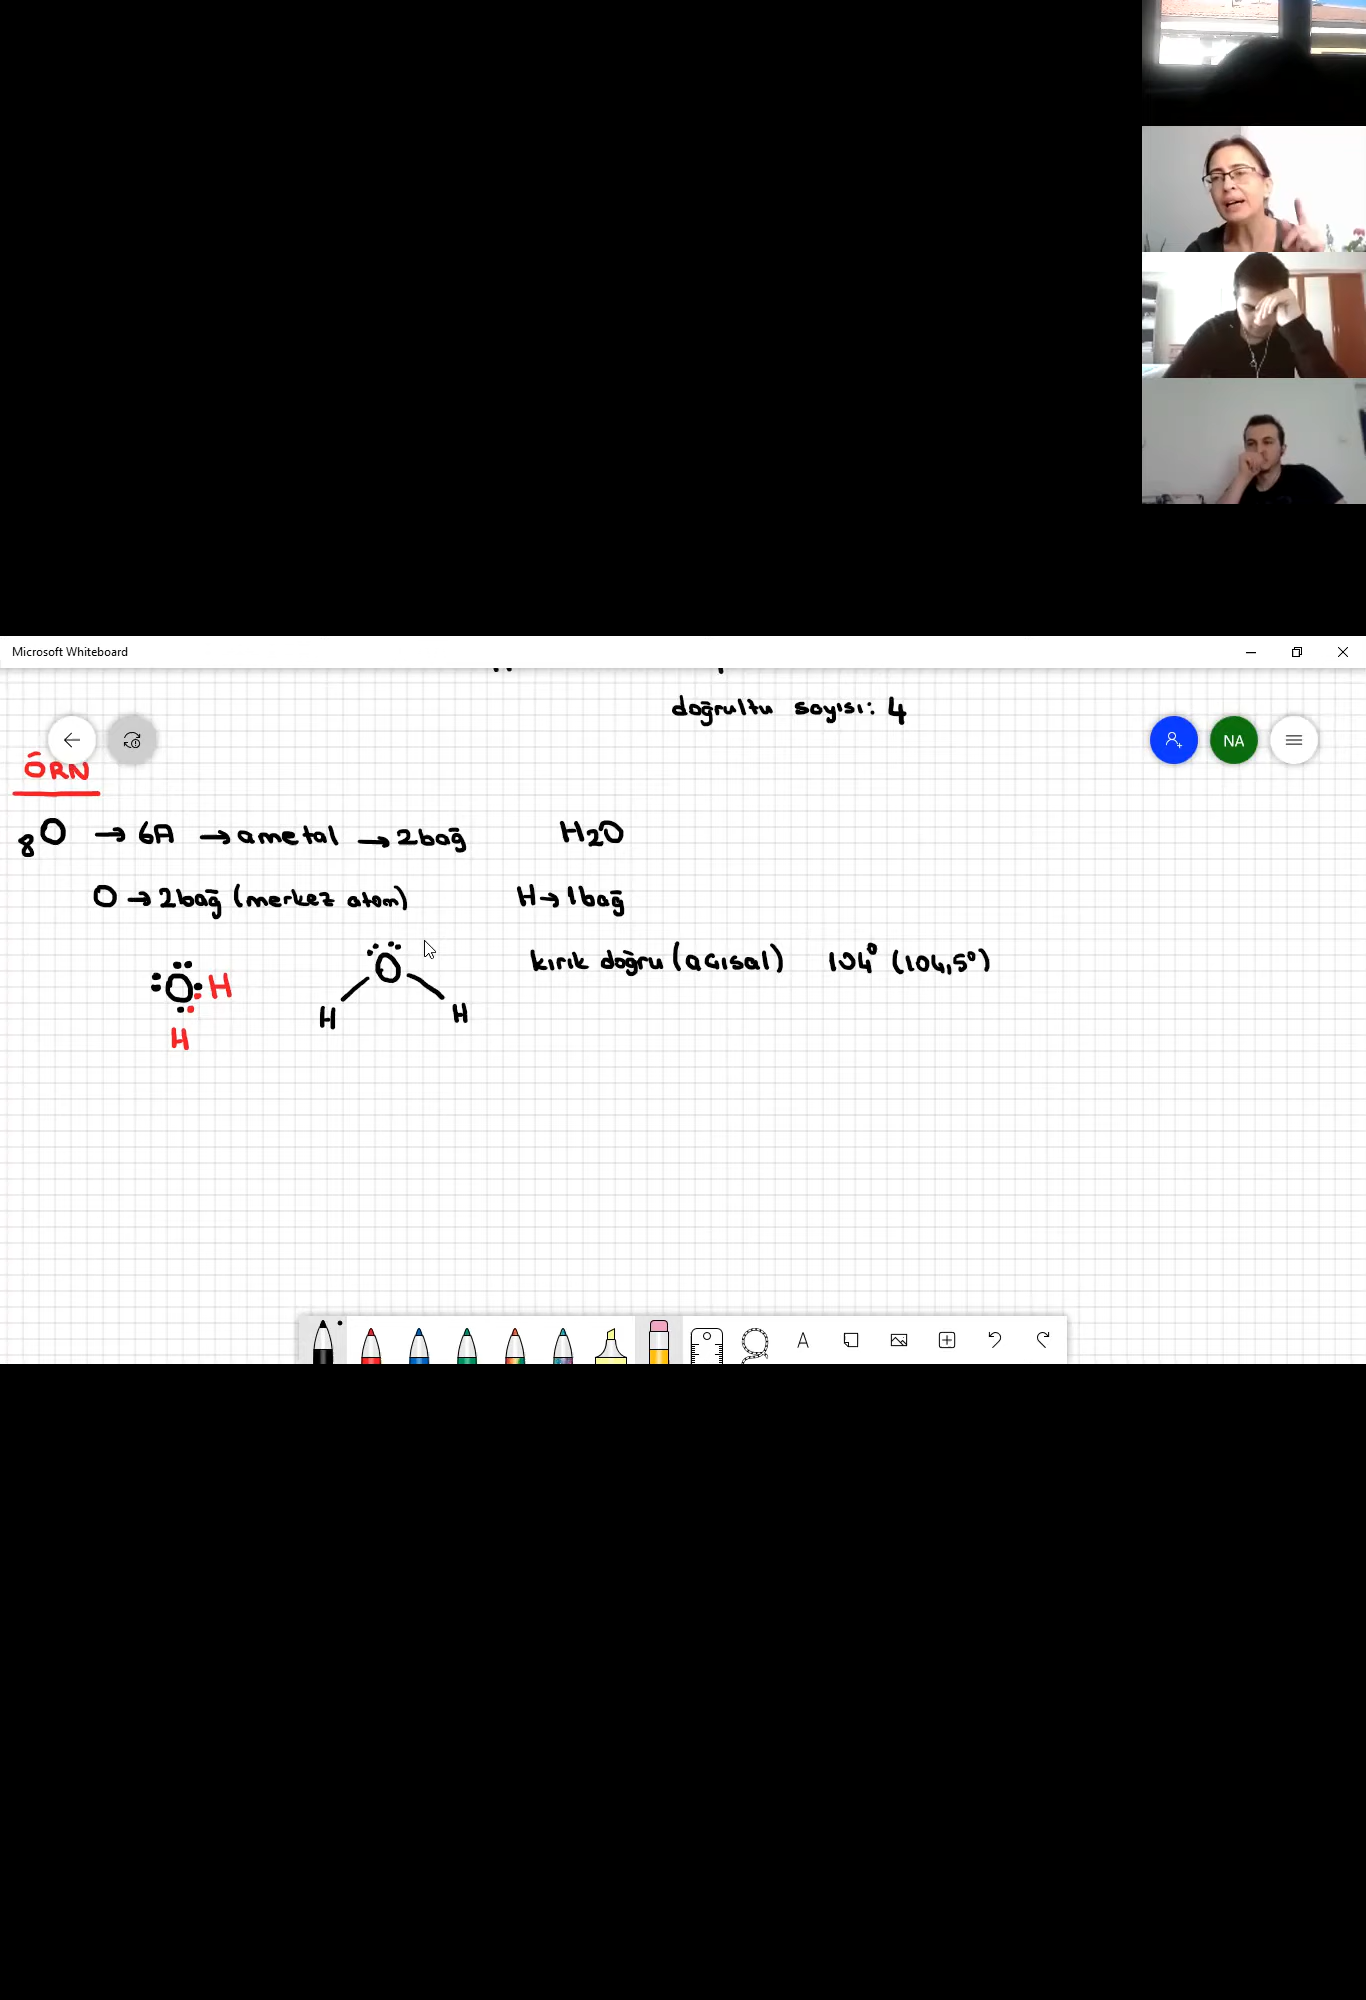 Microsoft Whiteboard
doğrultu sayısı: 4
NA
ÖRN
₈O → 6A → ametal → 2bağ H₂O
O → 2bağ (merkez atom) H → 1bağ
kırık doğru (açısal) 104° (104,5°)
:O: H
O
H H
H
A